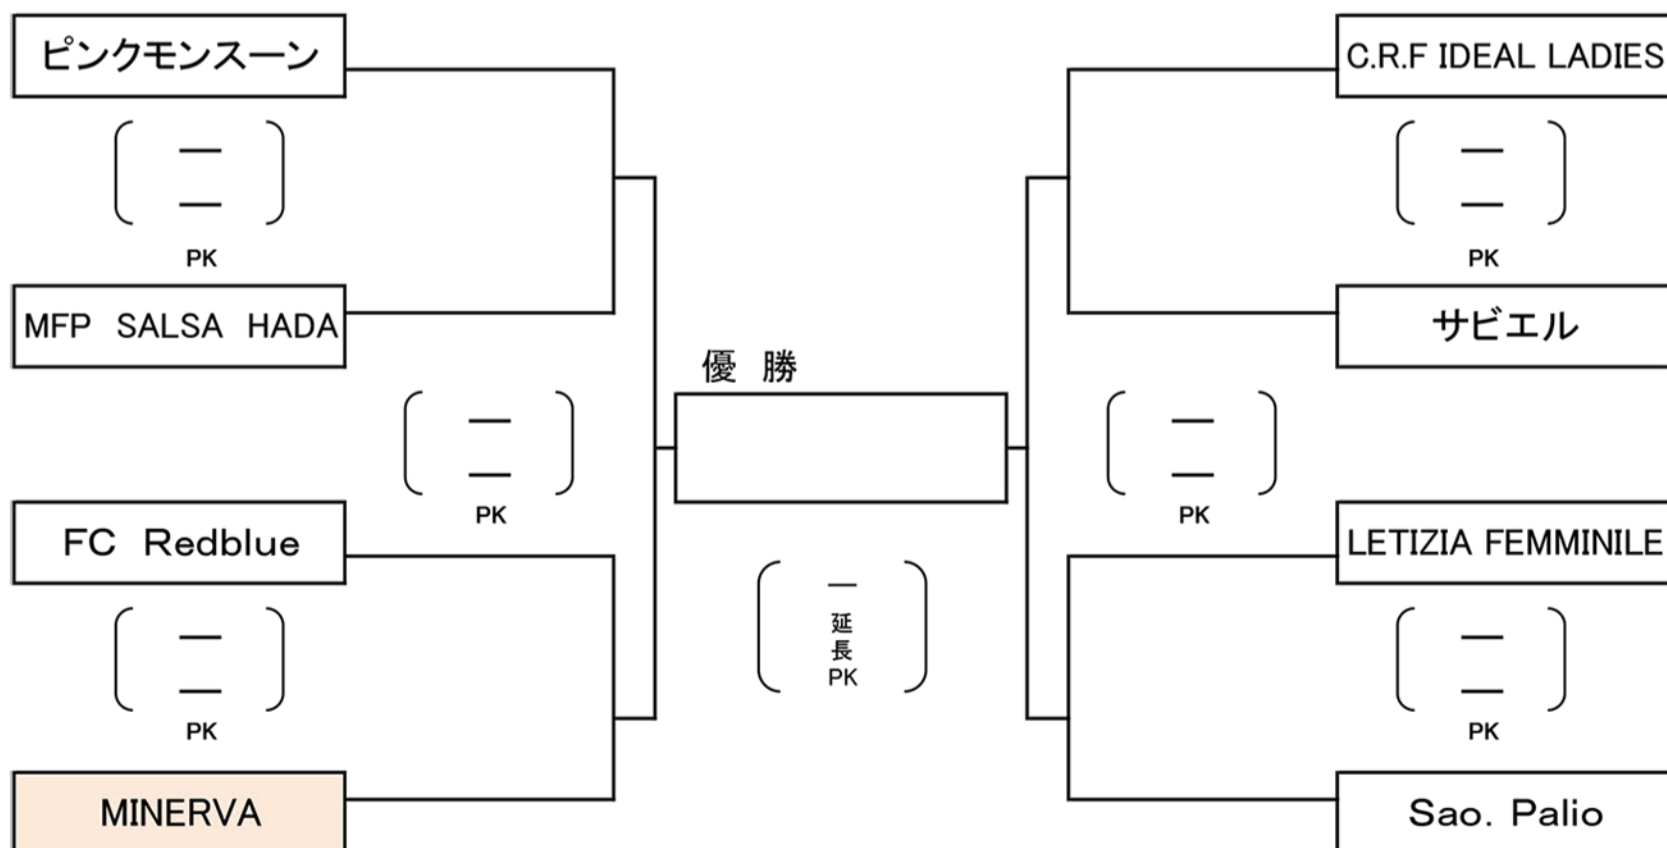 ピンクモンスーン
C.R.F IDEAL LADIES
— —
— —
— —
— —
PK
PK
MFP SALSA HADA
サビエル
優 勝
— —
— —
PK
PK
FC Redblue
LETIZIA FEMMINILE
—
延
長
PK
— —
— —
PK
PK
MINERVA
Sao. Palio